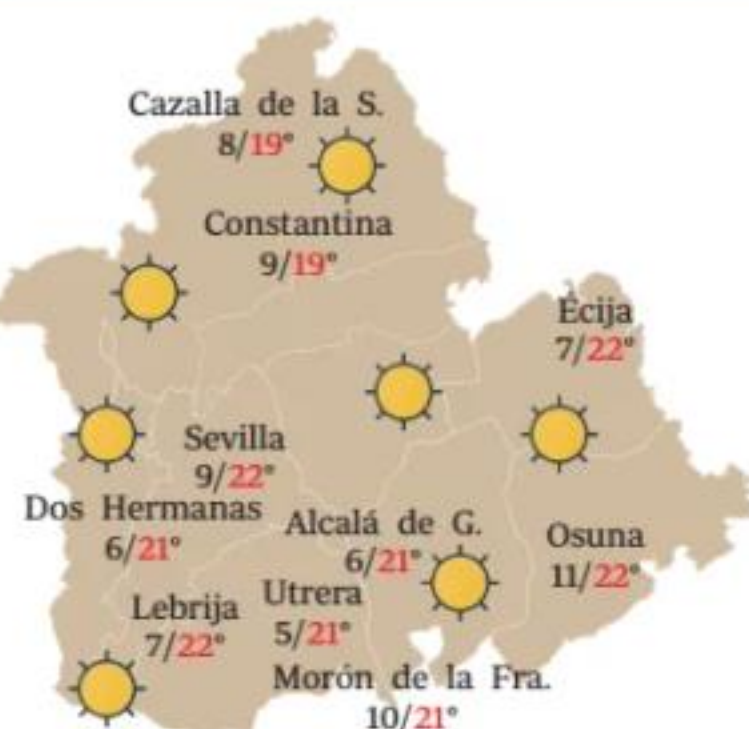 Cazalla de la S.
8/19°
Constantina
9/19°
Écija
7/22°
Sevilla
9/22°
Dos Hermanas
6/21°
Alcalá de G.
6/21°
Osuna
11/22°
Lebrija
7/22°
Utrera
5/21°
Morón de la Fra.
10/21°